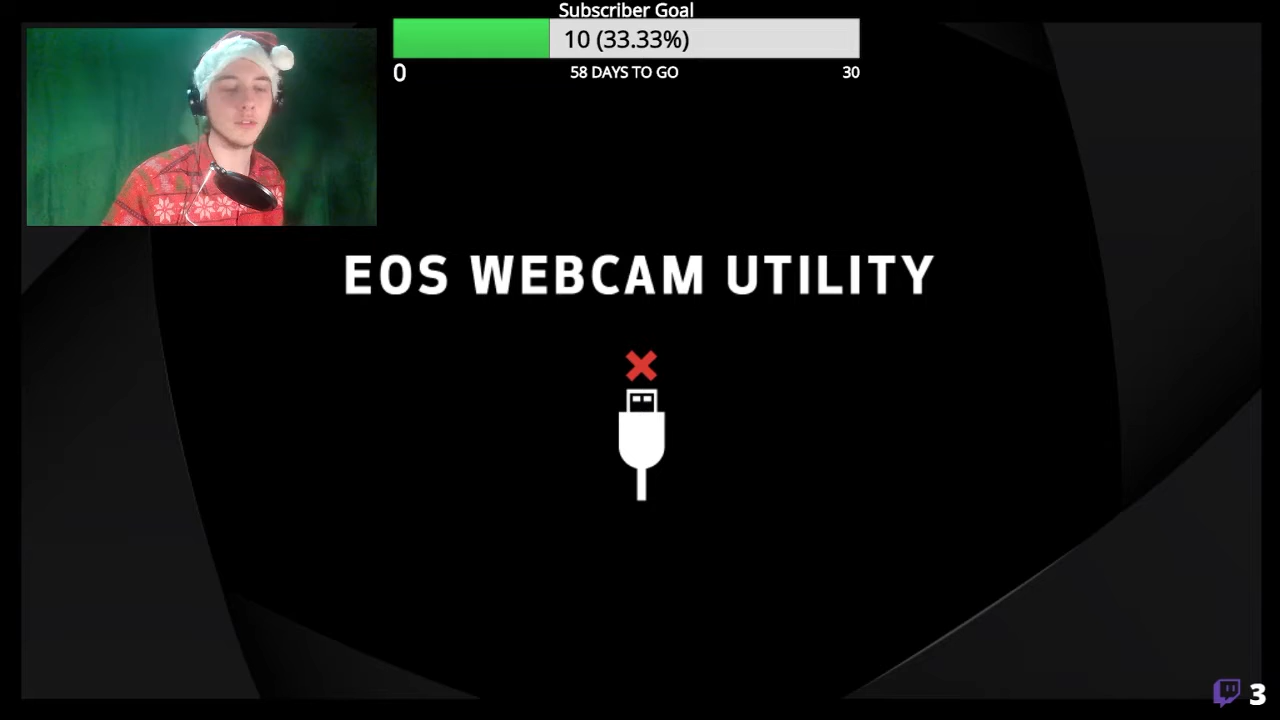 Subscriber Goal
10 (33.33%)
0 58 DAYS TO GO 30
EOS WEBCAM UTILITY
3